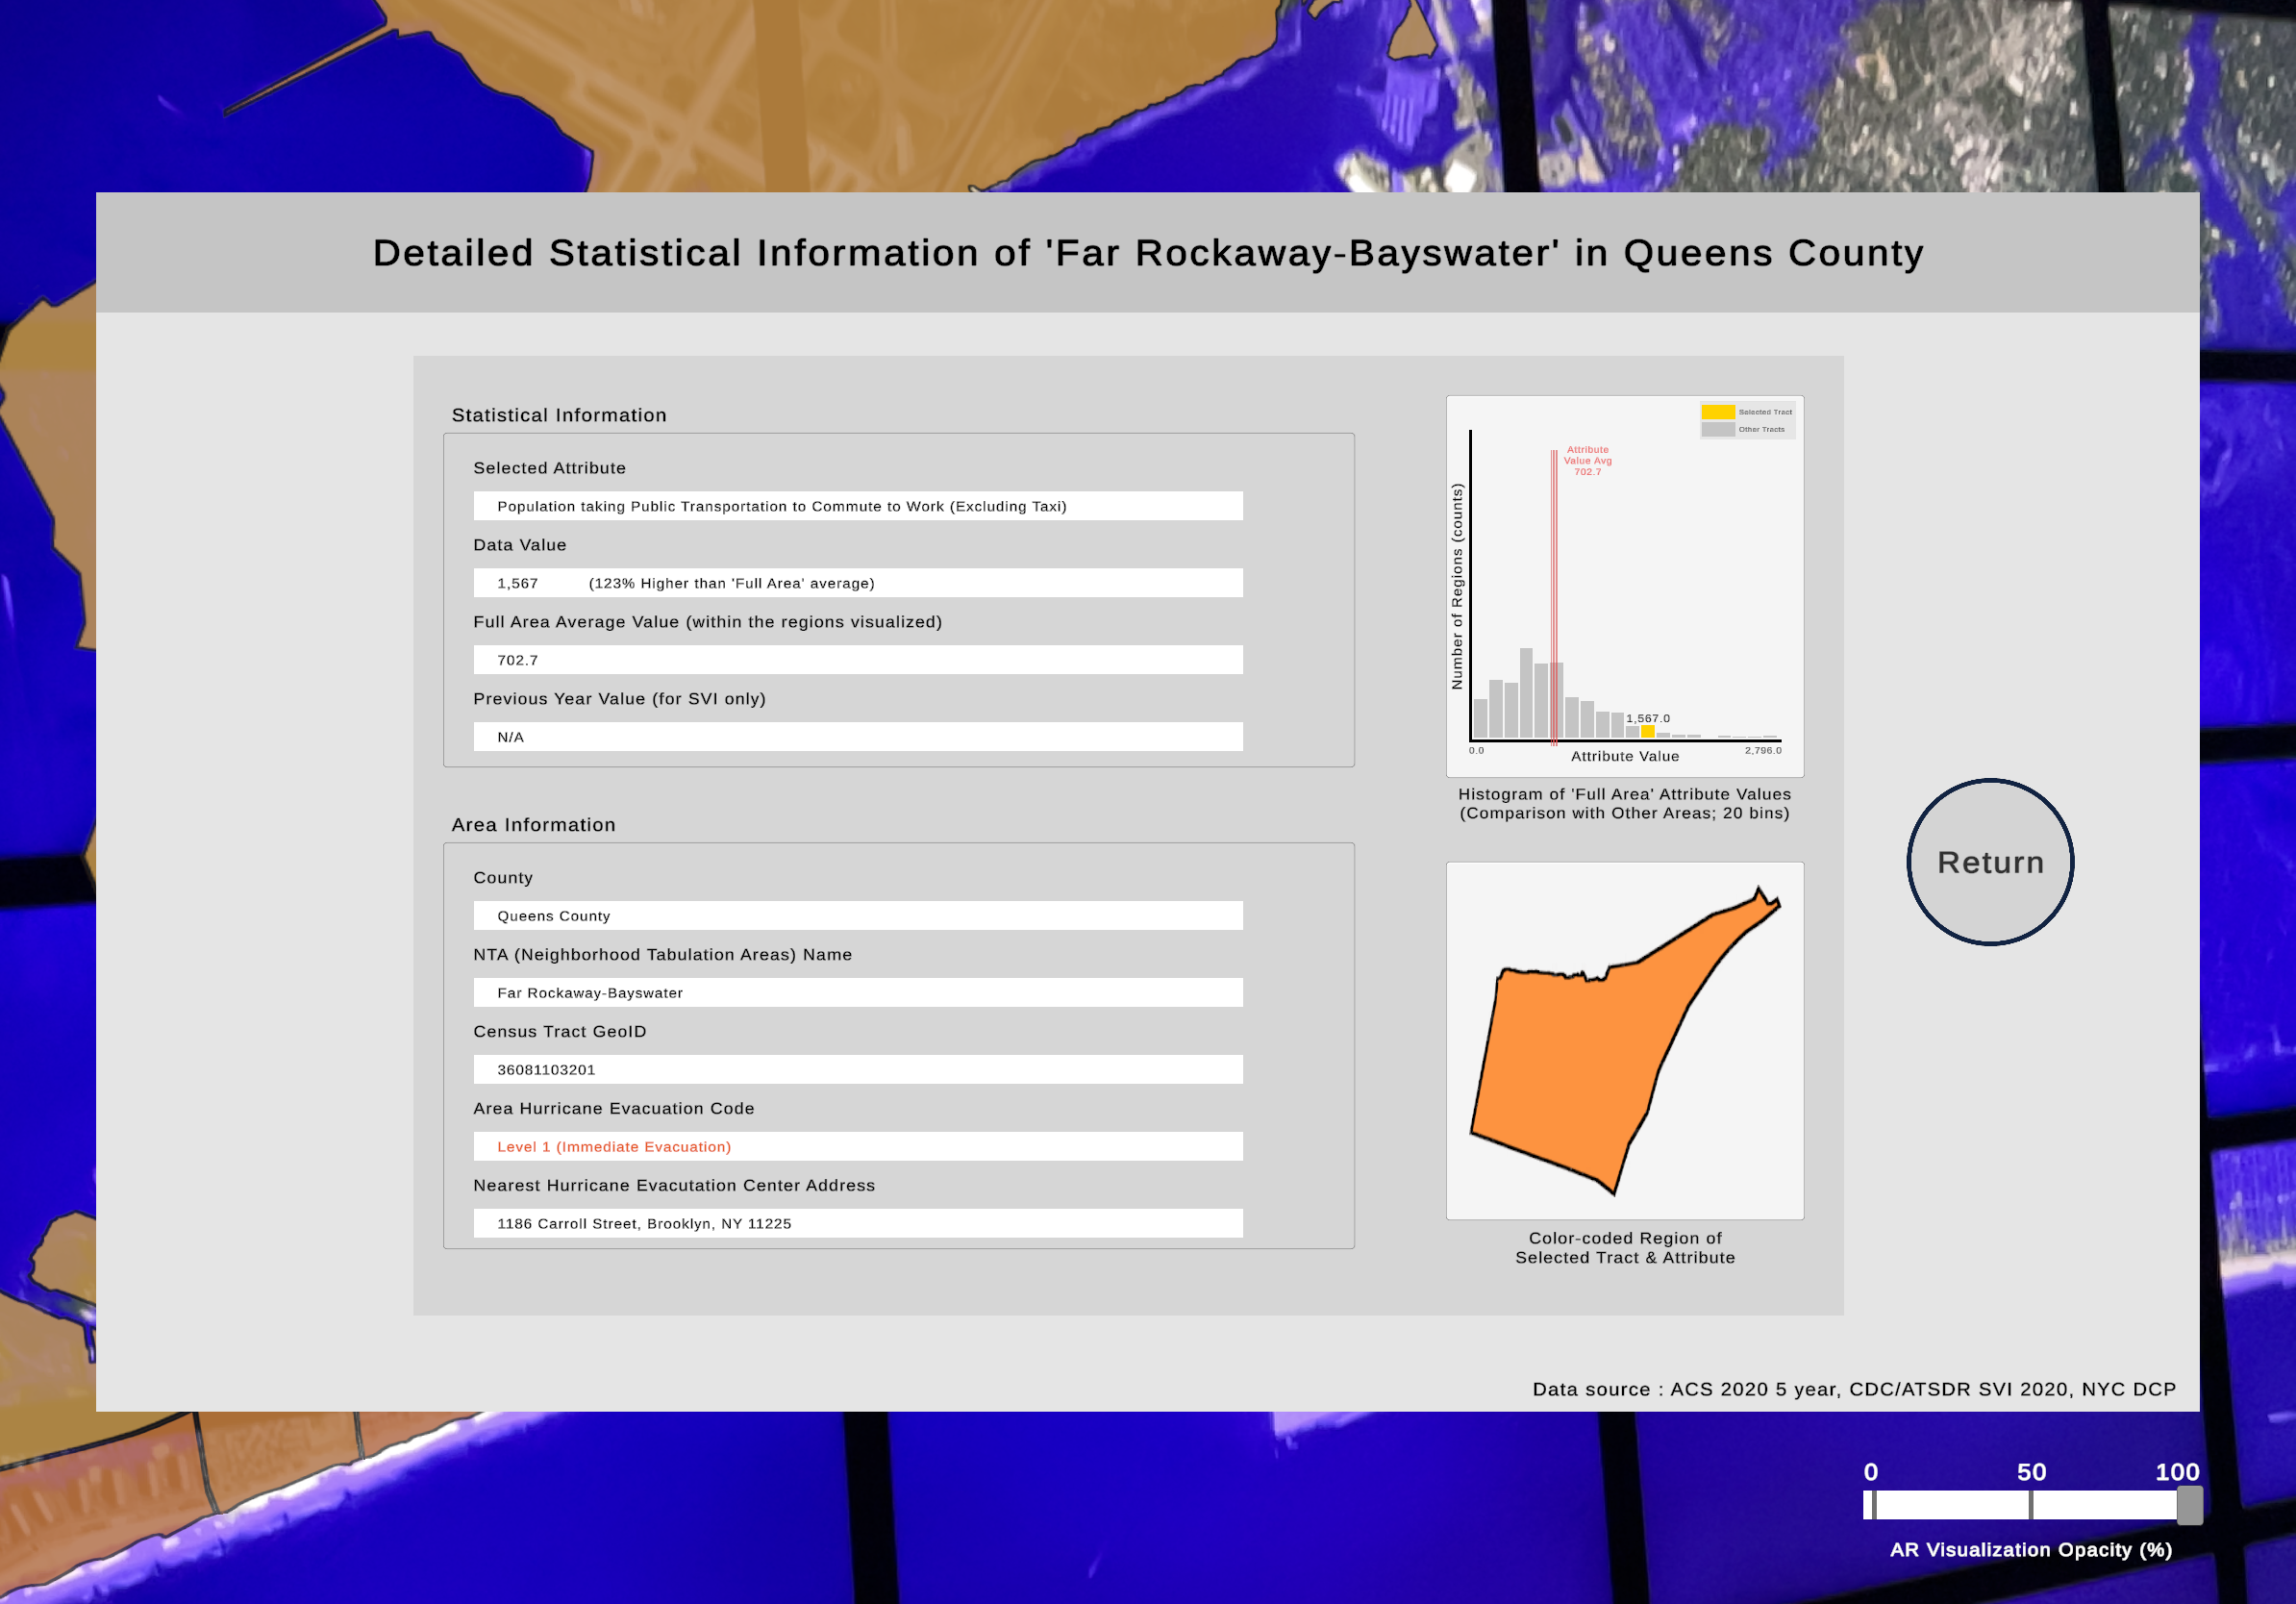 Detailed Statistical Information of 'Far Rockaway-Bayswater' in Queens County
Statistical Information
Selected Attribute
Population taking Public Transportation to Commute to Work (Excluding Taxi)
Data Value
1,567 (123% Higher than 'Full Area' average)
Full Area Average Value (within the regions visualized)
702.7
Previous Year Value (for SVI only)
N/A
Area Information
County
Queens County
NTA (Neighborhood Tabulation Areas) Name
Far Rockaway-Bayswater
Census Tract GeoID
36081103201
Area Hurricane Evacuation Code
Level 1 (Immediate Evacuation)
Nearest Hurricane Evacutation Center Address
1186 Carroll Street, Brooklyn, NY 11225
Selected Tract
Other Tracts
Attribute
Value Avg
702.7
Number of Regions (counts)
1,567.0
0.0
2,796.0
Attribute Value
Histogram of 'Full Area' Attribute Values
(Comparison with Other Areas; 20 bins)
Color-coded Region of
Selected Tract & Attribute
Return
Data source : ACS 2020 5 year, CDC/ATSDR SVI 2020, NYC DCP
0 50 100
AR Visualization Opacity (%)